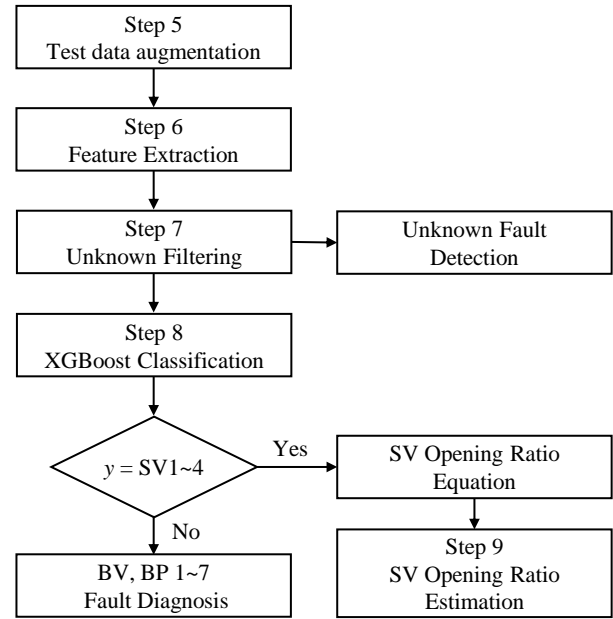 Step 5
Test data augmentation
Step 6
Feature Extraction
Step 7
Unknown Filtering
Unknown Fault
Detection
Step 8
XGBoost Classification
y = SV1~4
Yes
SV Opening Ratio
Equation
No
BV, BP 1~7
Fault Diagnosis
Step 9
SV Opening Ratio
Estimation